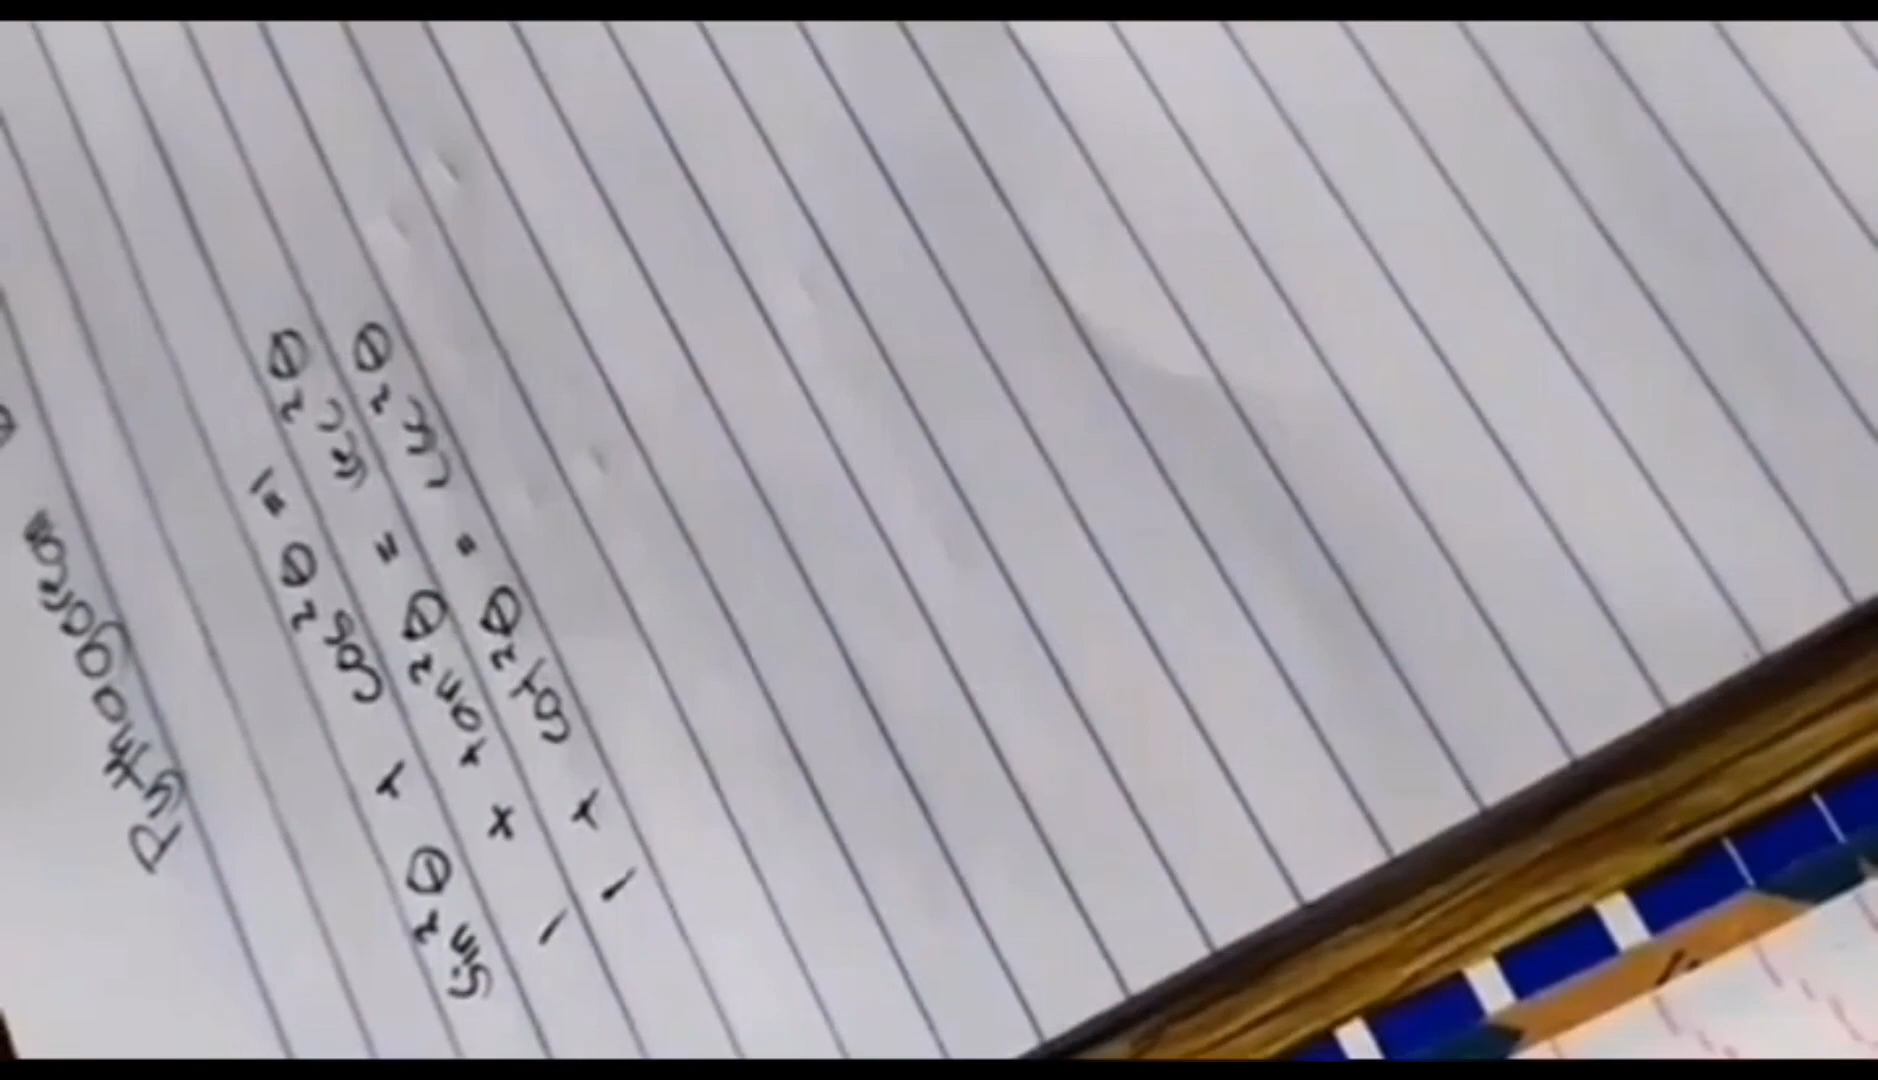 Pythagorean
sin²θ + cos²θ = 1
1 + tan²θ = sec²θ
1 + cot²θ = csc²θ